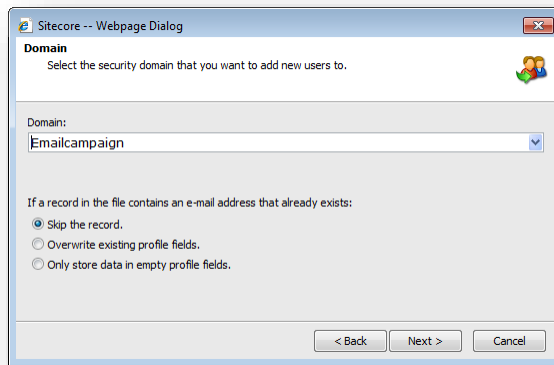 Sitecore -- Webpage Dialog
Domain
Select the security domain that you want to add new users to.
Domain:
Emailcampaign
If a record in the file contains an e-mail address that already exists:
Skip the record.
Overwrite existing profile fields.
Only store data in empty profile fields.
< Back Next > Cancel